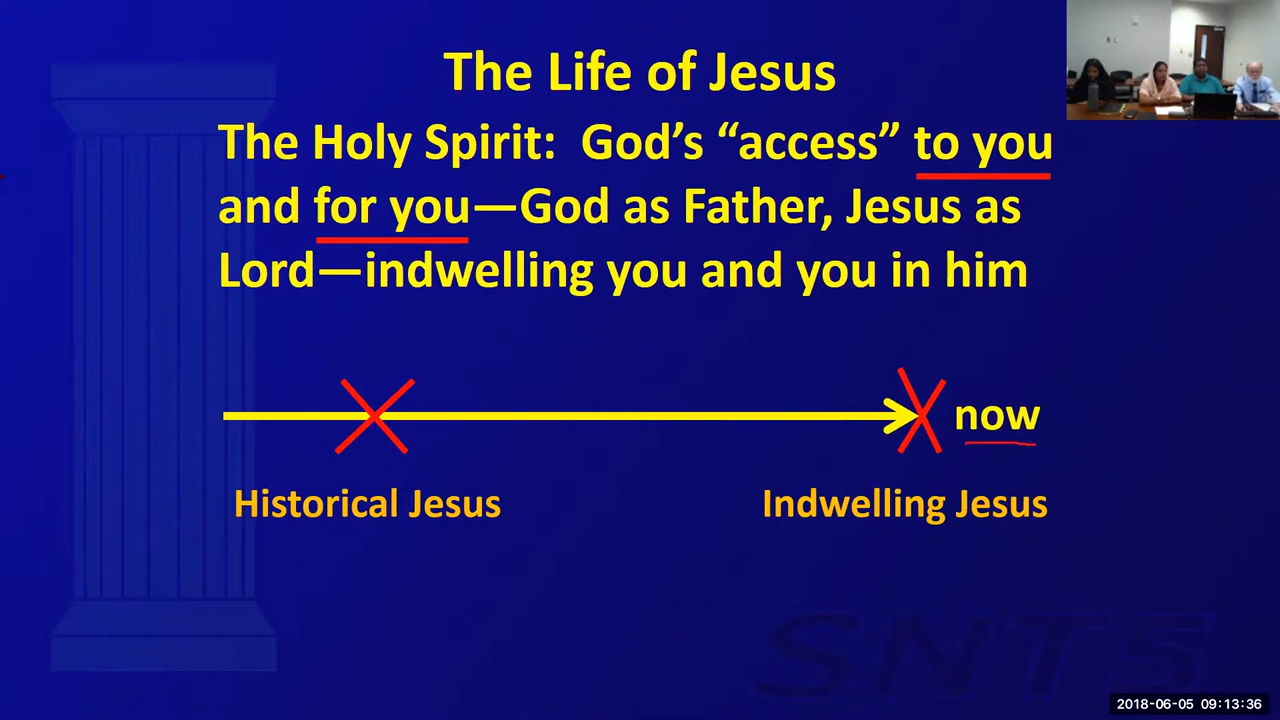 The Life of Jesus
The Holy Spirit:  God’s “access” to you
and for you—God as Father, Jesus as
Lord—indwelling you and you in him
now
Historical Jesus
Indwelling Jesus
SNT5
2018-06-05 09:13:36